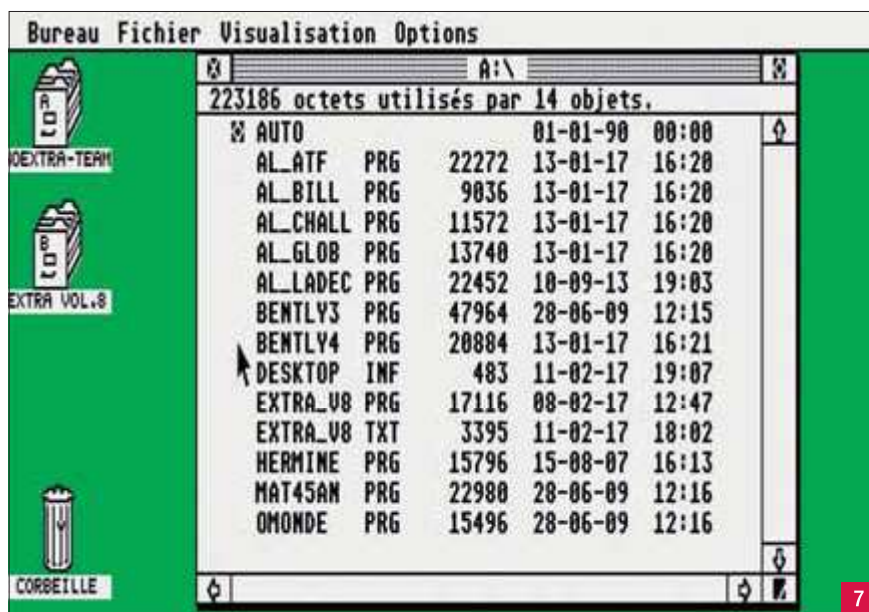 Bureau Fichier Visualisation Options
A:\
223186 octets utilisés par 14 objets.
AUTO 01-01-90 00:00
AL_ATF PRG 22272 13-01-17 16:20
AL_BILL PRG 9036 13-01-17 16:20
AL_CHALL PRG 11572 13-01-17 16:20
AL_GLOB PRG 13740 13-01-17 16:20
AL_LADEC PRG 22452 10-09-13 19:03
BENTLY3 PRG 47964 28-06-09 12:15
BENTLY4 PRG 20884 13-01-17 16:21
DESKTOP INF 483 11-02-17 19:07
EXTRA_V8 PRG 17116 08-02-17 12:47
EXTRA_V8 TXT 3395 11-02-17 18:02
HERMINE PRG 15796 15-08-07 16:13
MAT45AN PRG 22980 28-06-09 12:16
OMONDE PRG 15496 28-06-09 12:16
A
OEXTRA-TEAM
B
EXTRA VOL.8
CORBEILLE
7